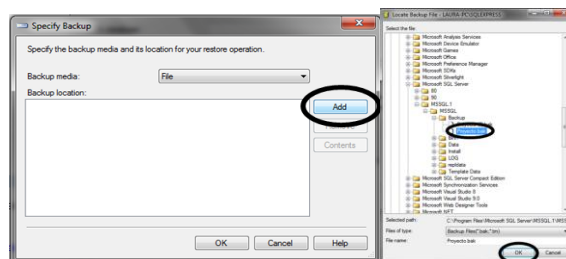 Specify Backup
Specify the backup media and its location for your restore operation.
Backup media:
File
Backup location:
Add
Remove
Contents
OK
Cancel
Help
Locate Backup File - LAURA-PC\SQLEXPRESS
Select the file:
Microsoft Analysis Services
Microsoft Device Emulator
Microsoft Games
Microsoft Office
Microsoft Preference Manager
Microsoft SDKs
Microsoft Silverlight
Microsoft SQL Server
80
90
MSSQL.1
MSSQL
Backup
Proyecto.bak
Data
Install
LOG
repldata
Template Data
Microsoft SQL Server Compact Edition
Microsoft Synchronization Services
Microsoft Visual Studio 8
Microsoft Visual Studio 9.0
Microsoft Web Designer Tools
Microsoft.NET
Selected path:
C:\Program Files\Microsoft SQL Server\MSSQL.1\MSS
Files of type:
Backup Files(*.bak;*.trn)
File name:
Proyecto.bak
OK
Cancel